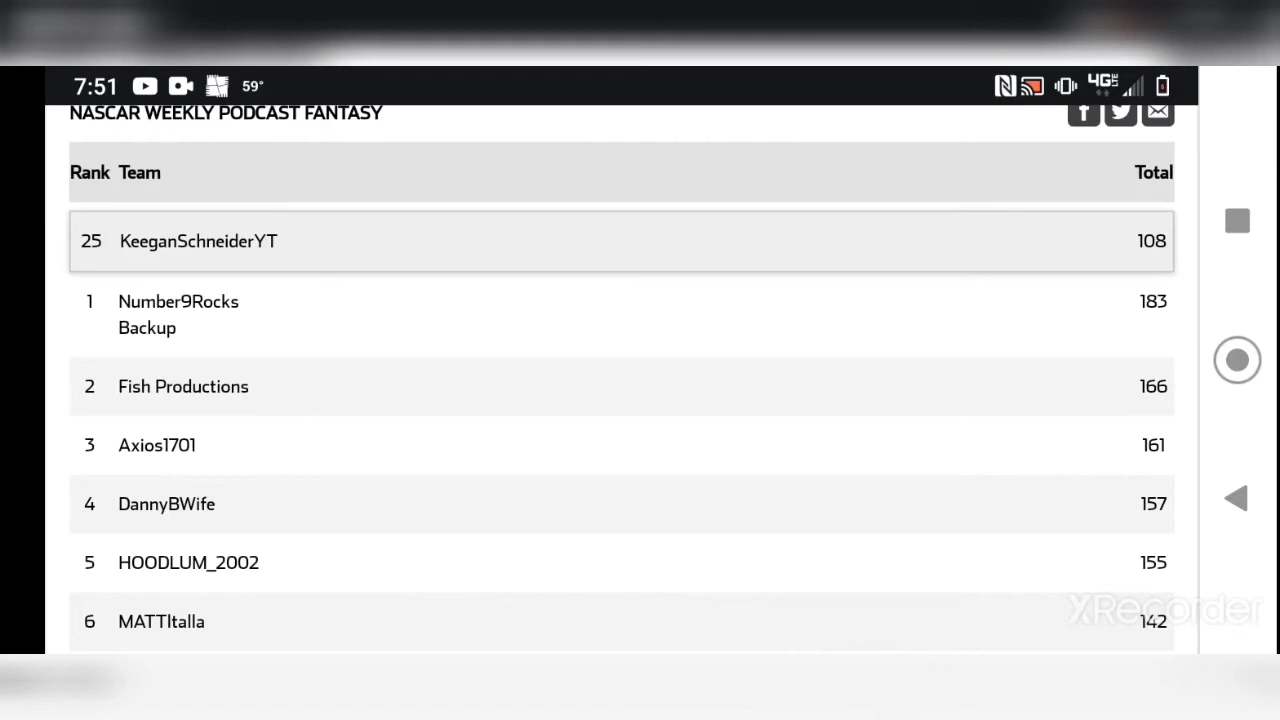 7:51 59° 4G LTE
NASCAR WEEKLY PODCAST FANTASY
Rank Team Total
25 KeeganSchneiderYT 108
1 Number9Rocks 183
Backup
2 Fish Productions 166
3 Axios1701 161
4 DannyBWife 157
5 HOODLUM_2002 155
6 MATTItalla 142
XRecorder